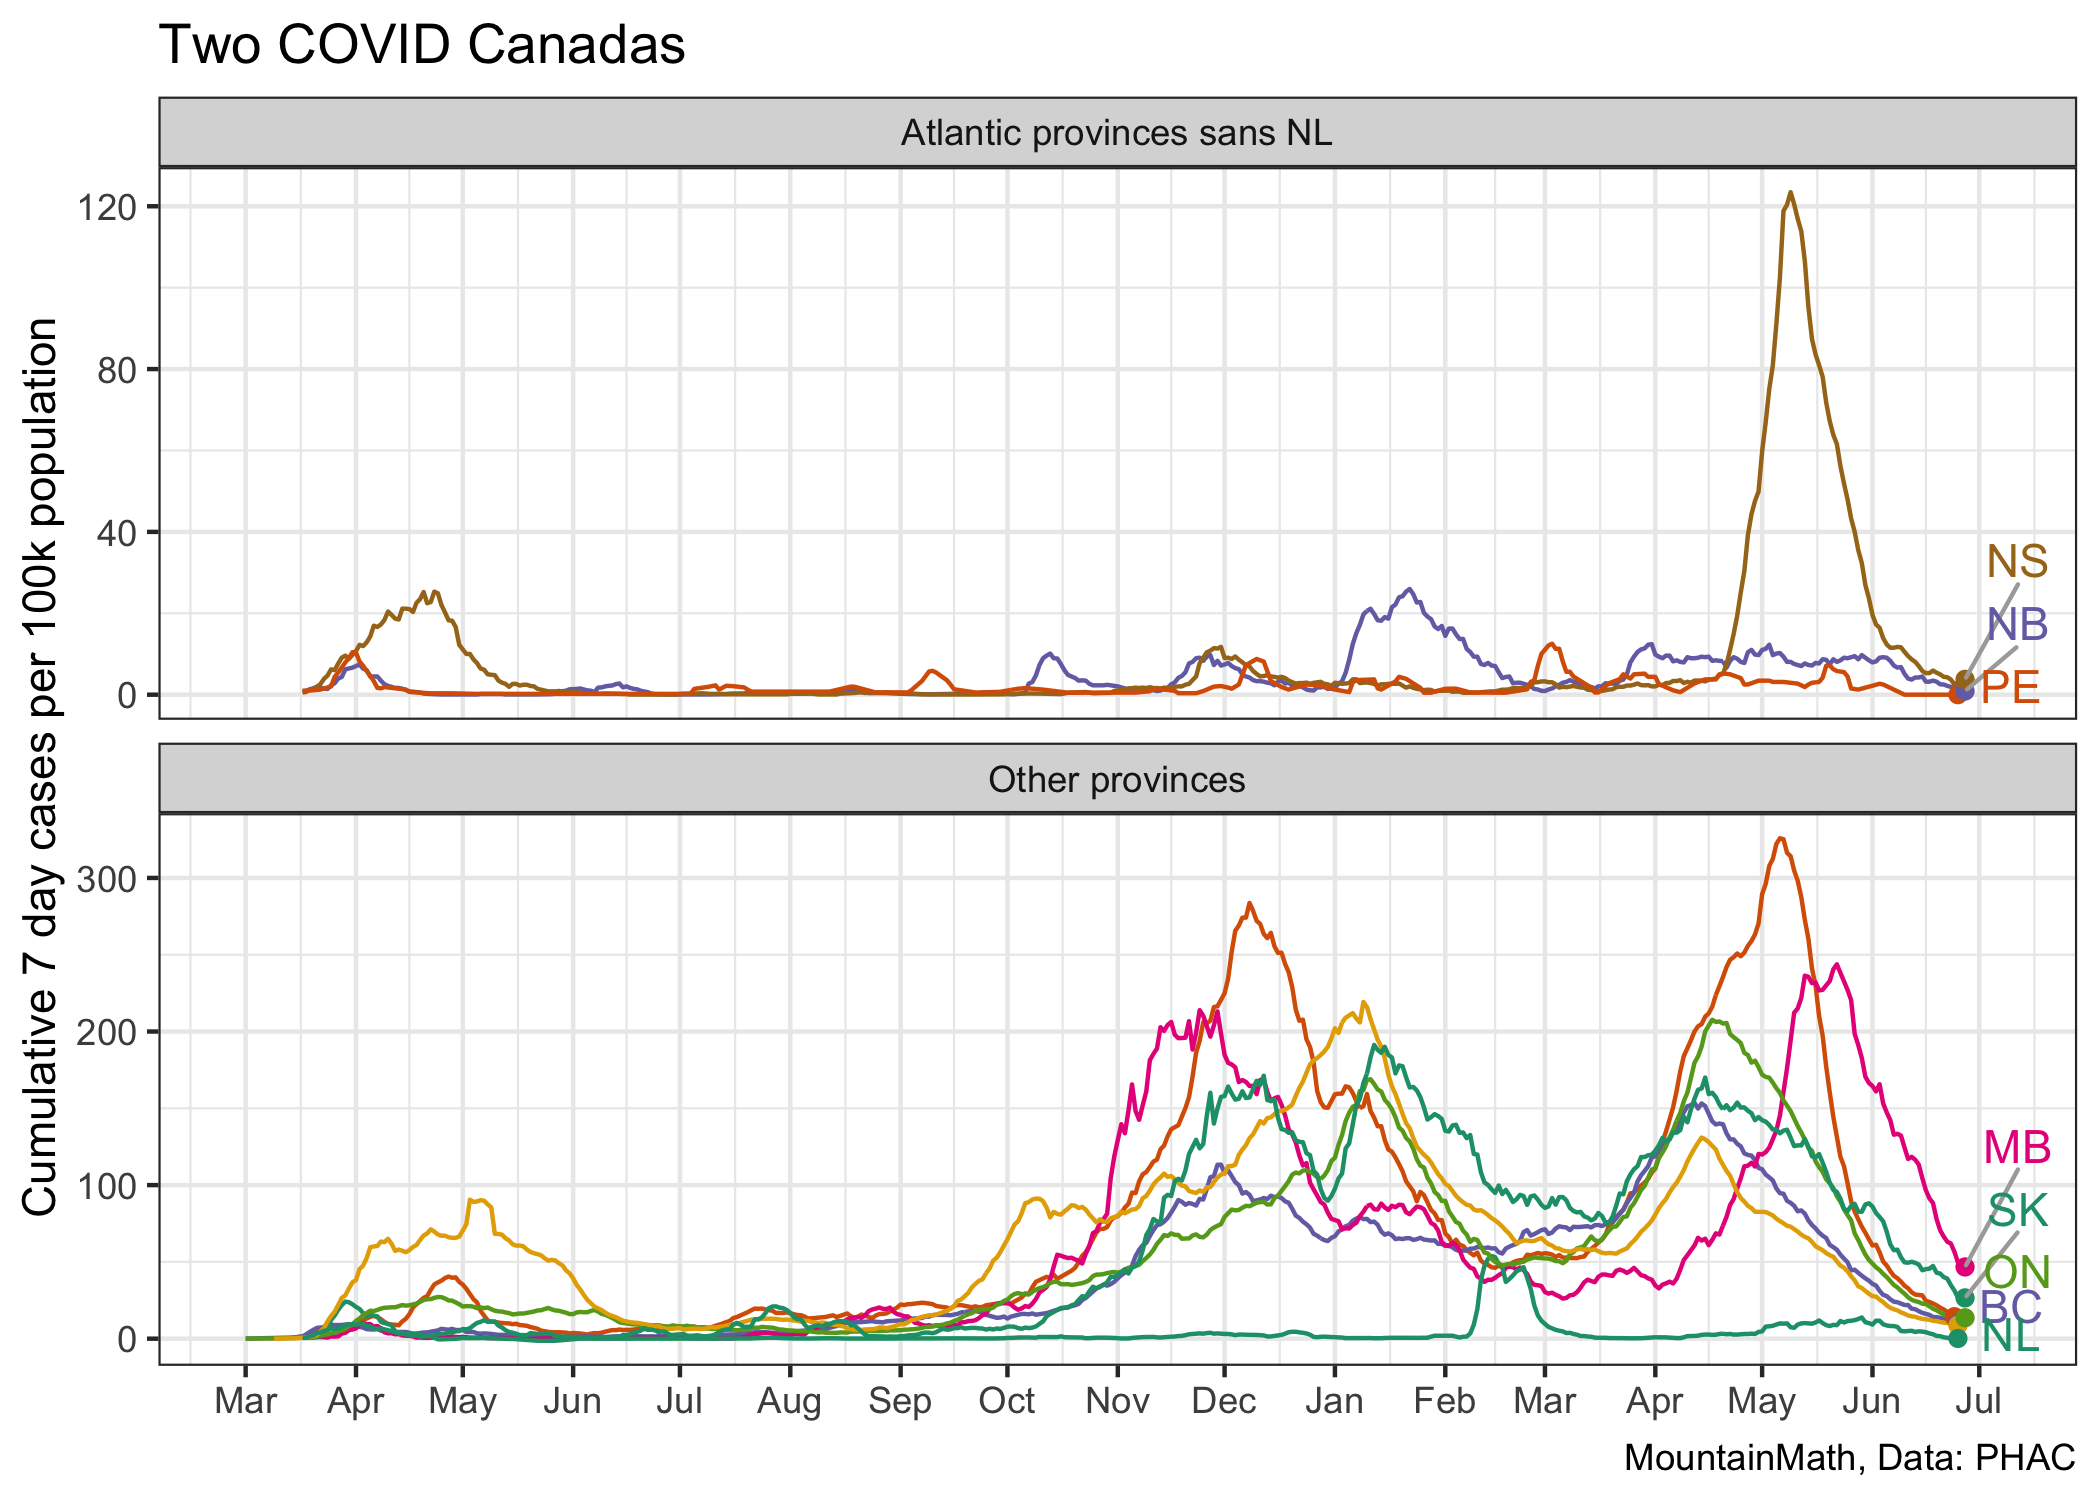 Two COVID Canadas
Atlantic provinces sans NL
120
80
40
0
NS
NB
PE
Cumulative 7 day cases per 100k population
Other provinces
300
200
100
0
MB
SK
ON
BC
NL
Mar Apr May Jun Jul Aug Sep Oct Nov Dec Jan Feb Mar Apr May Jun Jul
MountainMath, Data: PHAC